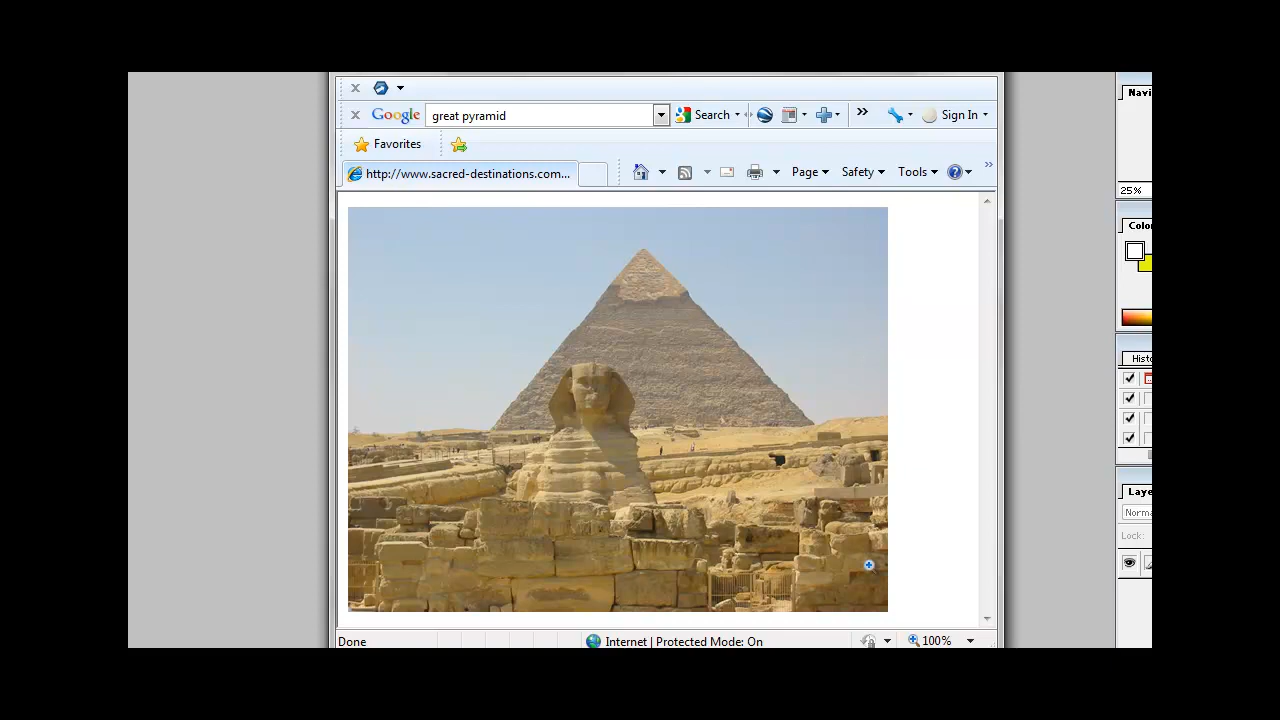 Google great pyramid Search Sign In
Favorites
http://www.sacred-destinations.com... Page Safety Tools
Done Internet | Protected Mode: On 100%
Navi
25%
Color
Histo
Laye
Norma
Lock: